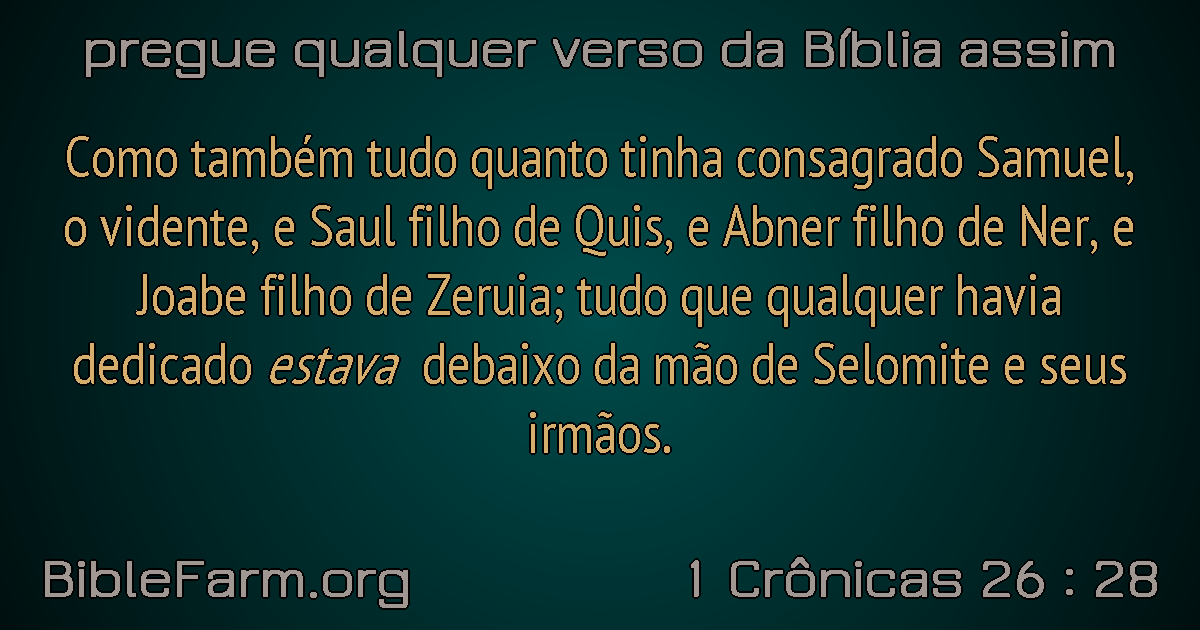 pregue qualquer verso da Bíblia assim
Como também tudo quanto tinha consagrado Samuel,
o vidente, e Saul filho de Quis, e Abner filho de Ner, e
Joabe filho de Zeruia; tudo que qualquer havia
dedicado estava debaixo da mão de Selomite e seus
irmãos.
BibleFarm.org
1 Crônicas 26 : 28